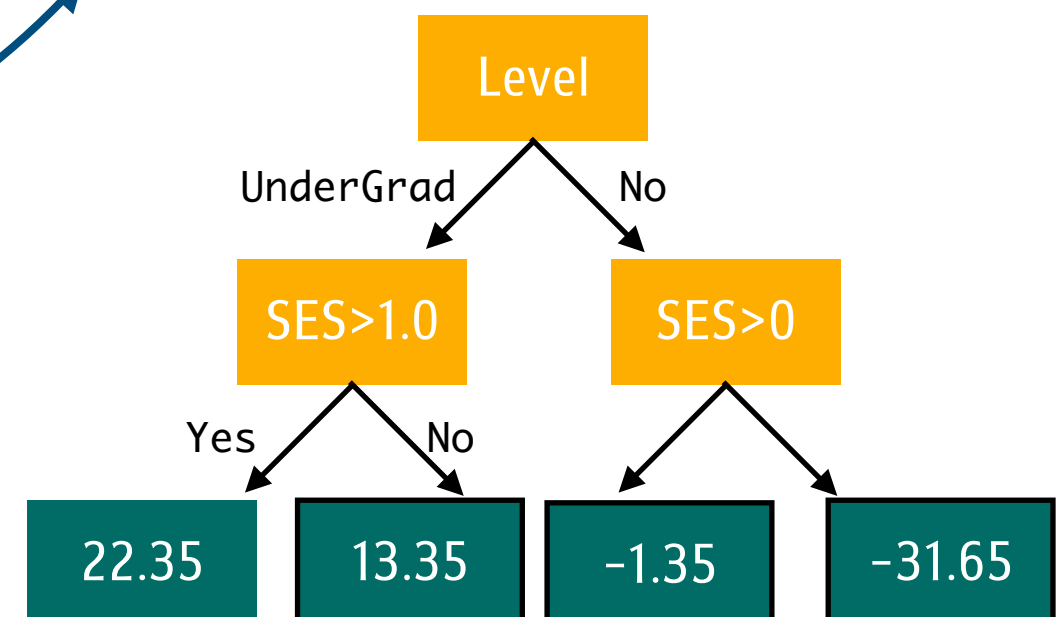 Level
UnderGrad
No
SES>1.0
SES>0
Yes
No
22.35
13.35
-1.35
-31.65